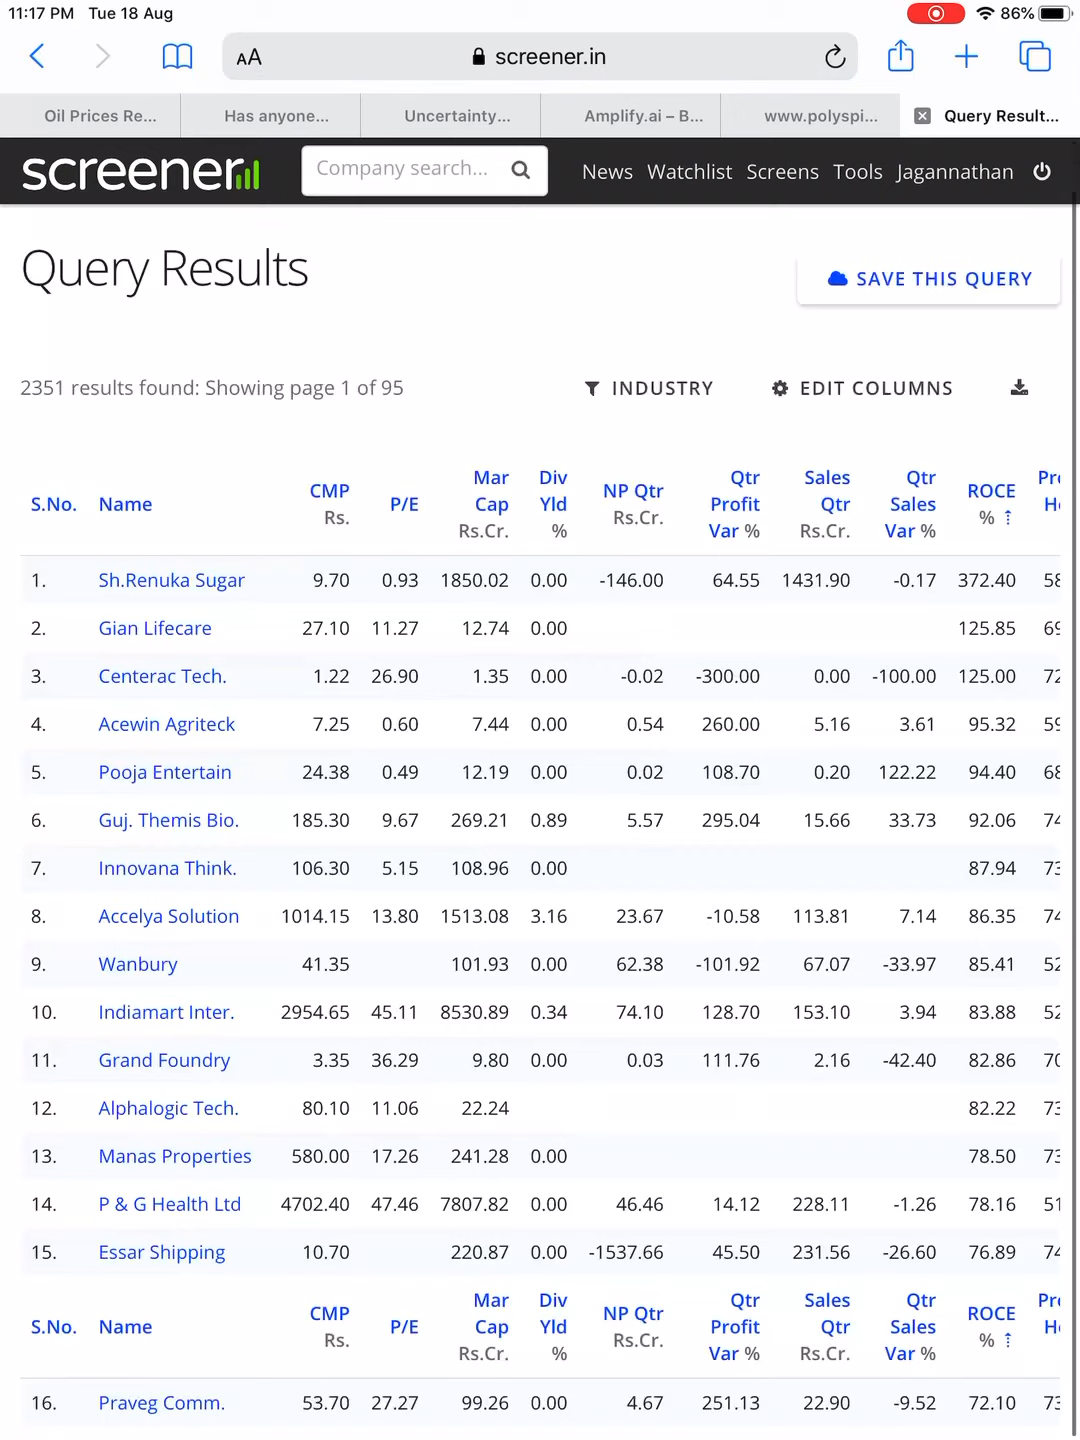 11:17 PM Tue 18 Aug 86%
AA screener.in
Oil Prices Re... Has anyone... Uncertainty... Amplify.ai – B... www.polyspi... Query Result...
screener Company search... News Watchlist Screens Tools Jagannathan
Query Results
SAVE THIS QUERY
2351 results found: Showing page 1 of 95 INDUSTRY EDIT COLUMNS
S.No. Name CMP Rs. P/E Mar Cap Rs.Cr. Div Yld % NP Qtr Rs.Cr. Qtr Profit Var % Sales Qtr Rs.Cr. Qtr Sales Var % ROCE %
1. Sh.Renuka Sugar 9.70 0.93 1850.02 0.00 -146.00 64.55 1431.90 -0.17 372.40 58
2. Gian Lifecare 27.10 11.27 12.74 0.00 125.85 69
3. Centerac Tech. 1.22 26.90 1.35 0.00 -0.02 -300.00 0.00 -100.00 125.00 72
4. Acewin Agriteck 7.25 0.60 7.44 0.00 0.54 260.00 5.16 3.61 95.32 59
5. Pooja Entertain 24.38 0.49 12.19 0.00 0.02 108.70 0.20 122.22 94.40 68
6. Guj. Themis Bio. 185.30 9.67 269.21 0.89 5.57 295.04 15.66 33.73 92.06 74
7. Innovana Think. 106.30 5.15 108.96 0.00 87.94 73
8. Accelya Solution 1014.15 13.80 1513.08 3.16 23.67 -10.58 113.81 7.14 86.35 74
9. Wanbury 41.35 101.93 0.00 62.38 -101.92 67.07 -33.97 85.41 52
10. Indiamart Inter. 2954.65 45.11 8530.89 0.34 74.10 128.70 153.10 3.94 83.88 52
11. Grand Foundry 3.35 36.29 9.80 0.00 0.03 111.76 2.16 -42.40 82.86 70
12. Alphalogic Tech. 80.10 11.06 22.24 82.22 73
13. Manas Properties 580.00 17.26 241.28 0.00 78.50 73
14. P & G Health Ltd 4702.40 47.46 7807.82 0.00 46.46 14.12 228.11 -1.26 78.16 51
15. Essar Shipping 10.70 220.87 0.00 -1537.66 45.50 231.56 -26.60 76.89 74
S.No. Name CMP Rs. P/E Mar Cap Rs.Cr. Div Yld % NP Qtr Rs.Cr. Qtr Profit Var % Sales Qtr Rs.Cr. Qtr Sales Var % ROCE %
16. Praveg Comm. 53.70 27.27 99.26 0.00 4.67 251.13 22.90 -9.52 72.10 73